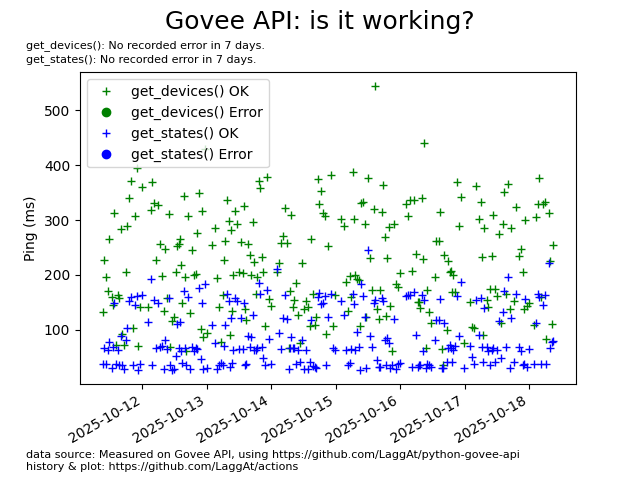 Govee API: is it working?
get_devices(): No recorded error in 7 days.
get_states(): No recorded error in 7 days.
get_devices() OK
get_devices() Error
get_states() OK
get_states() Error
500
400
300
200
100
Ping (ms)
2025-10-12
2025-10-13
2025-10-14
2025-10-15
2025-10-16
2025-10-17
2025-10-18
data source: Measured on Govee API, using https://github.com/LaggAt/python-govee-api
history & plot: https://github.com/LaggAt/actions